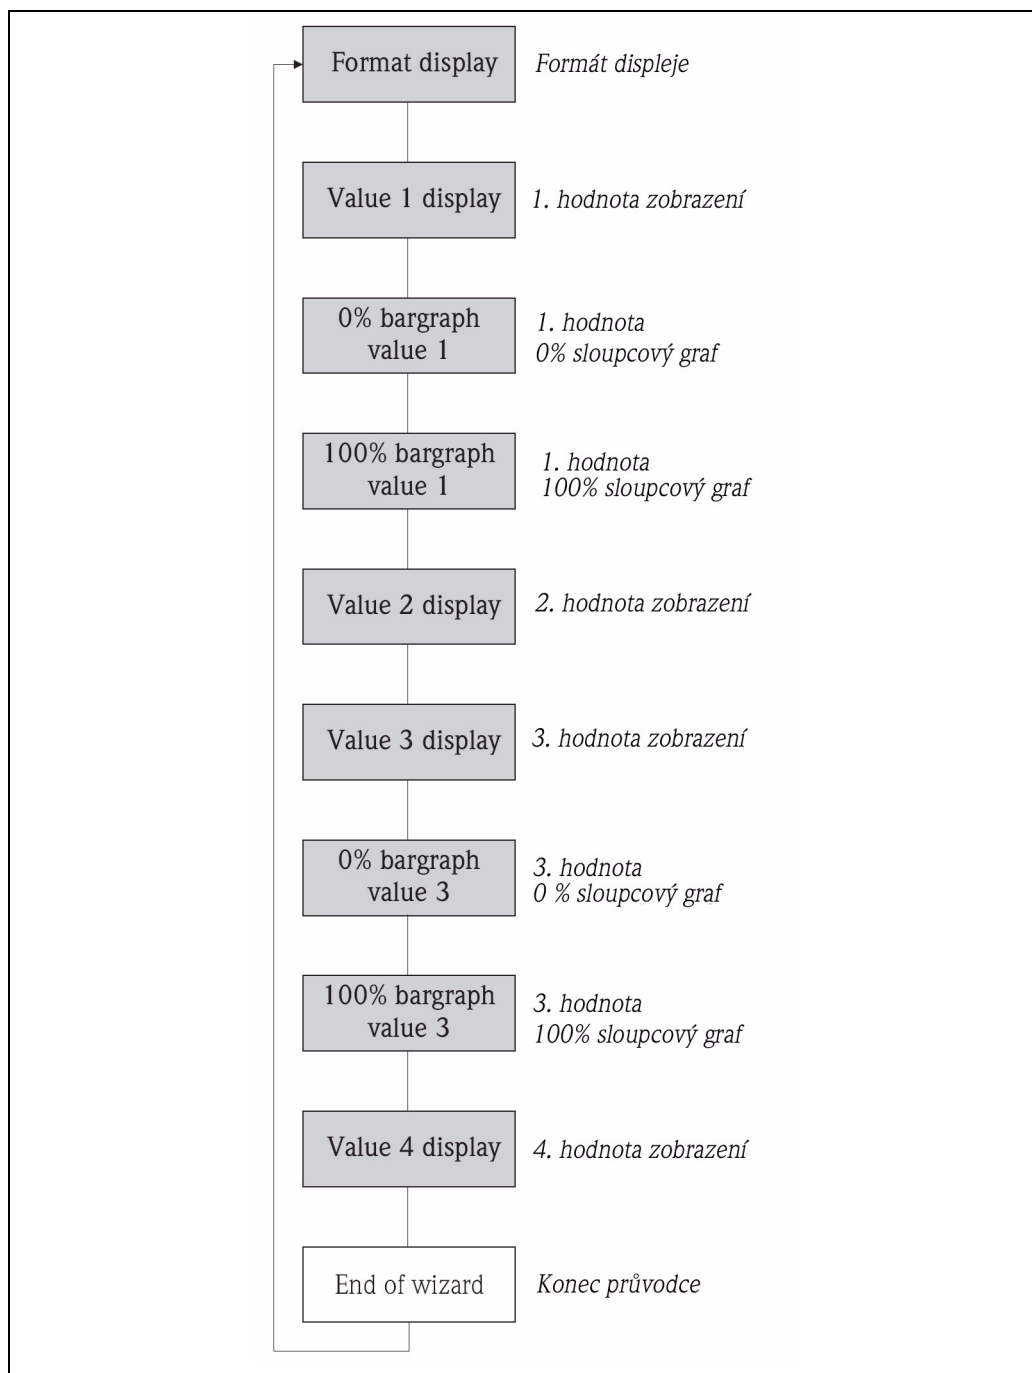 Format display
Formát displeje
Value 1 display
1. hodnota zobrazení
0% bargraph
value 1
1. hodnota
0% sloupcový graf
100% bargraph
value 1
1. hodnota
100% sloupcový graf
Value 2 display
2. hodnota zobrazení
Value 3 display
3. hodnota zobrazení
0% bargraph
value 3
3. hodnota
0 % sloupcový graf
100% bargraph
value 3
3. hodnota
100% sloupcový graf
Value 4 display
4. hodnota zobrazení
End of wizard
Konec průvodce